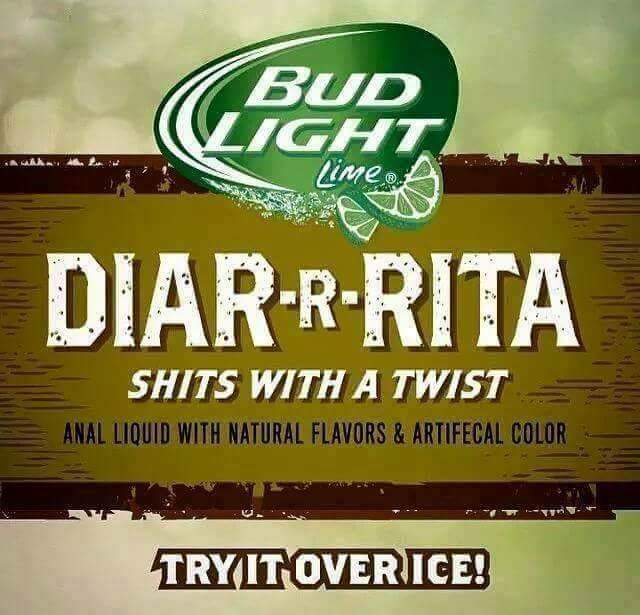 BUD
LIGHT
Lime®
DIAR-R-RITA
SHITS WITH A TWIST
ANAL LIQUID WITH NATURAL FLAVORS & ARTIFECAL COLOR
TRY IT OVER ICE!